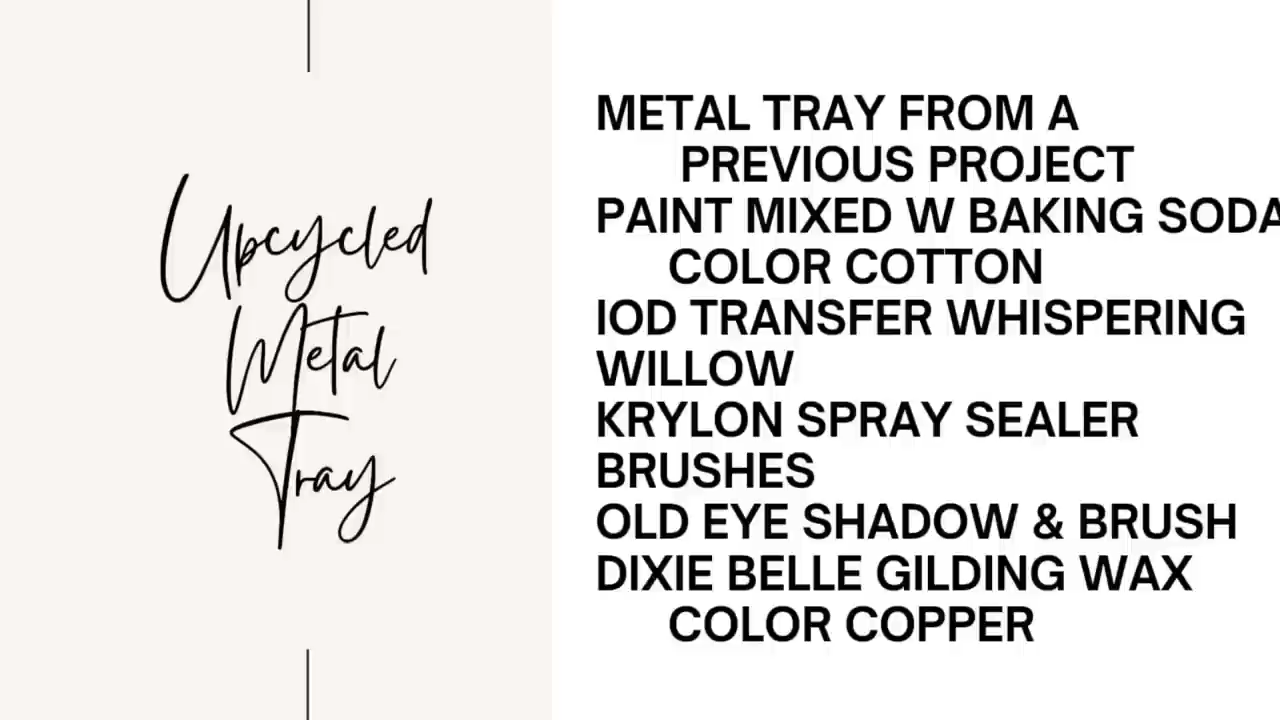 Upcycled
Metal
Tray
METAL TRAY FROM A
PREVIOUS PROJECT
PAINT MIXED W BAKING SODA
COLOR COTTON
IOD TRANSFER WHISPERING
WILLOW
KRYLON SPRAY SEALER
BRUSHES
OLD EYE SHADOW & BRUSH
DIXIE BELLE GILDING WAX
COLOR COPPER